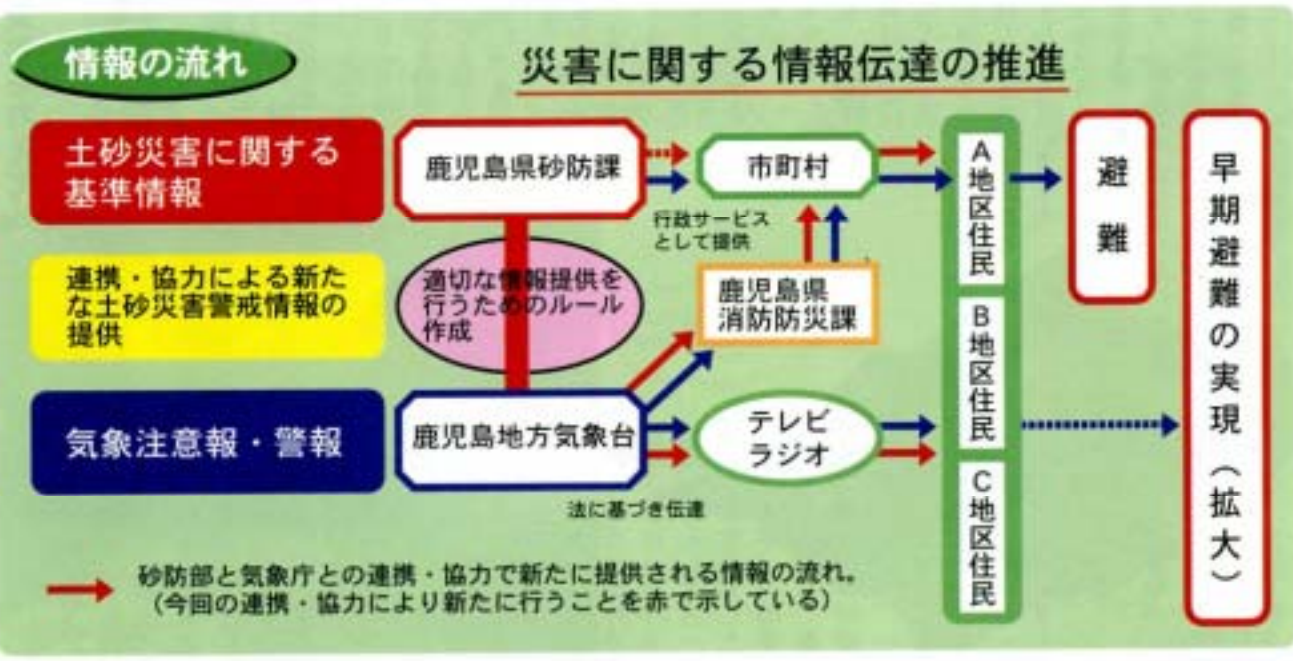 情報の流れ
災害に関する情報伝達の推進
土砂災害に関する
基準情報
鹿児島県砂防課
市町村
行政サービス
として提供
連携・協力による新た
な土砂災害警戒情報の
提供
適切な情報提供を
行うためのルール
作成
鹿児島県
消防防災課
気象注意報・警報
鹿児島地方気象台
テレビ
ラジオ
法に基づき伝達
A地区住民
B地区住民
C地区住民
避難
早期避難の実現（拡大）
砂防部と気象庁との連携・協力で新たに提供される情報の流れ。
（今回の連携・協力により新たに行うことを赤で示している）